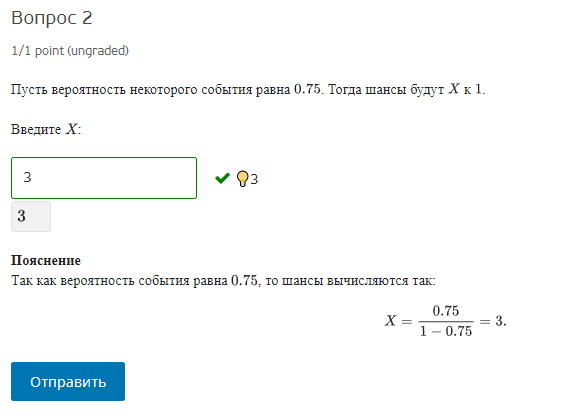 Вопрос 2
1/1 point (ungraded)
Пусть вероятность некоторого события равна 0.75. Тогда шансы будут X к 1.
Введите X:
3
3
3
Пояснение
Так как вероятность события равна 0.75, то шансы вычисляются так:
X = 0.75 / (1 − 0.75) = 3.
Отправить